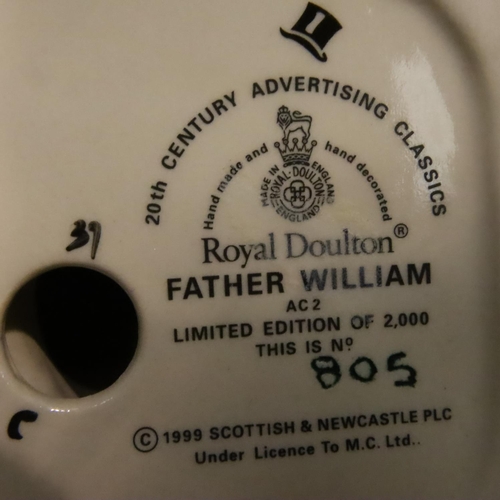 1
20th CENTURY ADVERTISING CLASSICS
Hand made and hand decorated
MADE IN ENGLAND
ROYAL-DOULTON
ENGLAND
Royal Doulton®
FATHER WILLIAM
AC 2
LIMITED EDITION OF 2,000
THIS IS Nº
805
39
C
© 1999 SCOTTISH & NEWCASTLE PLC
Under Licence To M.C. Ltd..